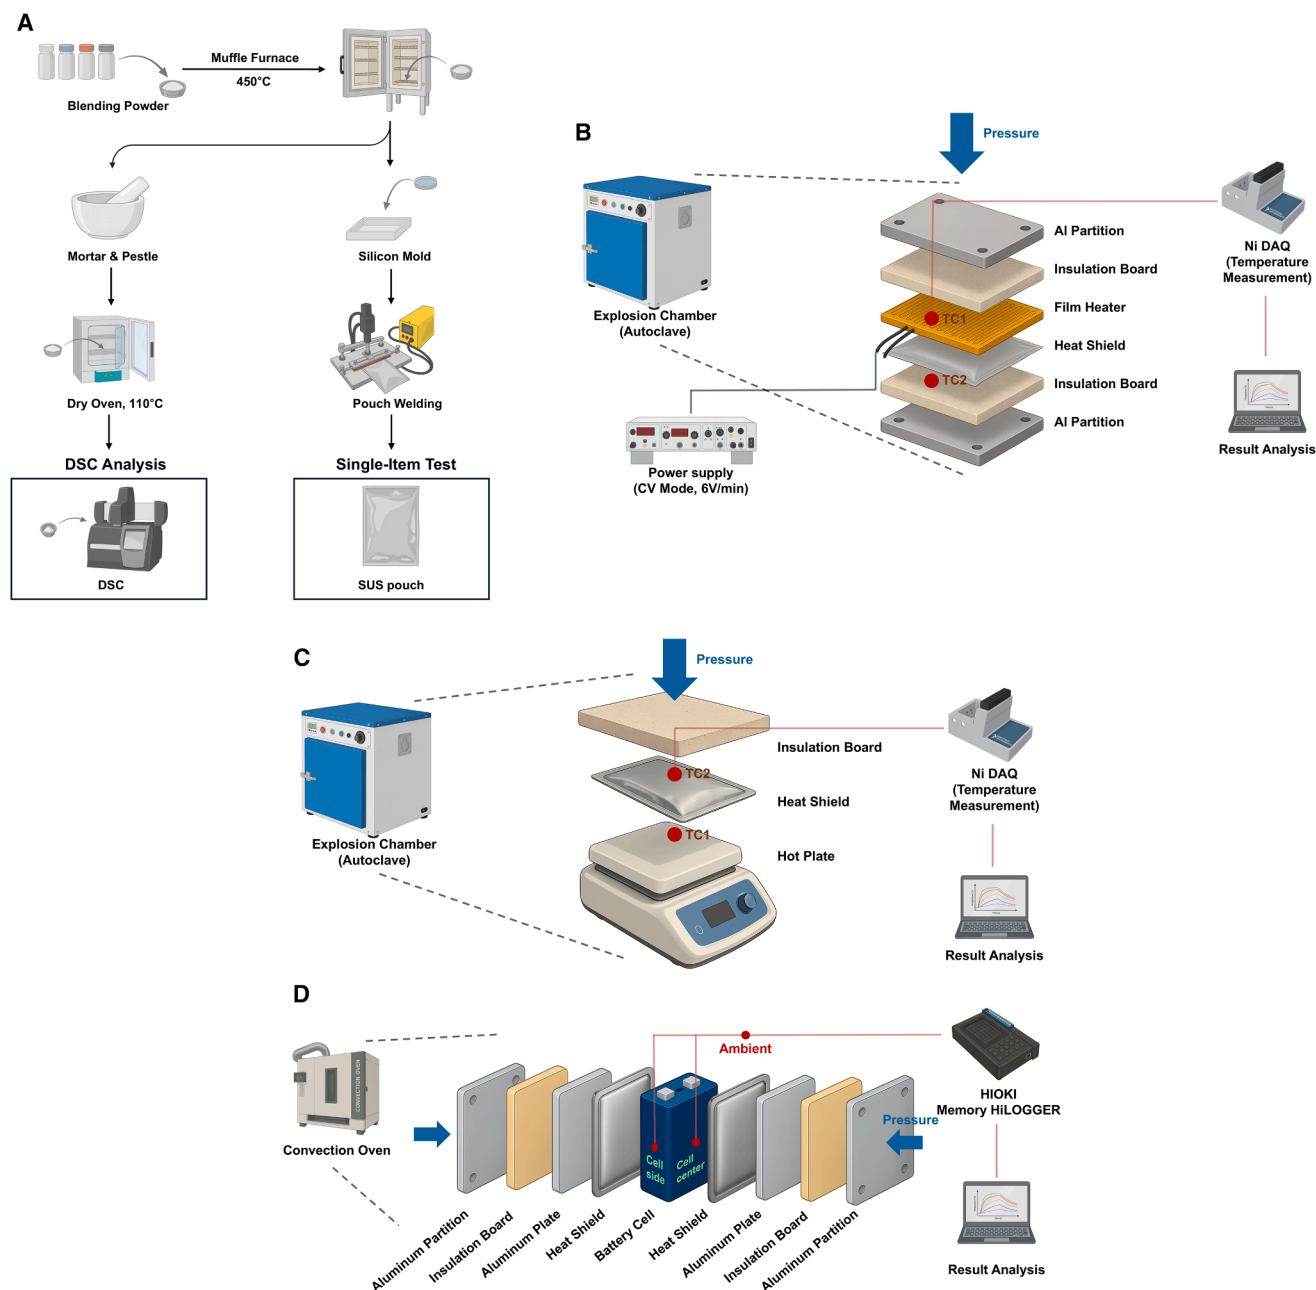 A
Blending Powder
Muffle Furnace
450°C
Mortar & Pestle
Silicon Mold
Dry Oven, 110°C
Pouch Welding
DSC Analysis
Single-Item Test
DSC
SUS pouch
B
Pressure
Explosion Chamber
(Autoclave)
Al Partition
Insulation Board
Film Heater
TC1
Heat Shield
TC2
Insulation Board
Al Partition
Power supply
(CV Mode, 6V/min)
Ni DAQ
(Temperature
Measurement)
Result Analysis
C
Pressure
Explosion Chamber
(Autoclave)
Insulation Board
TC2
Heat Shield
TC1
Hot Plate
Ni DAQ
(Temperature
Measurement)
Result Analysis
D
CONVECTION OVEN
Convection Oven
Ambient
Cell
side
Cell
center
Pressure
Aluminum Partition
Insulation Board
Aluminum Plate
Heat Shield
Battery Cell
Heat Shield
Aluminum Plate
Insulation Board
Aluminum Partition
HIOKI
Memory HiLOGGER
Result Analysis